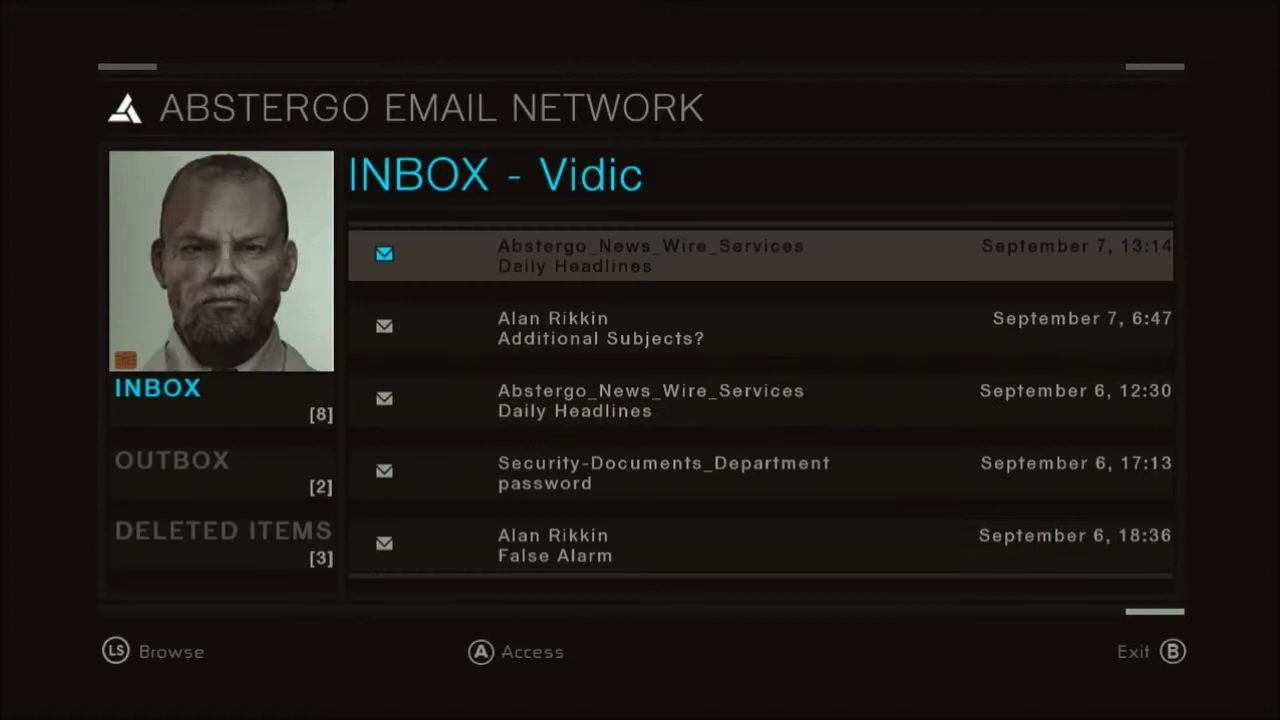 ABSTERGO EMAIL NETWORK
INBOX - Vidic
INBOX
[8]
OUTBOX
[2]
DELETED ITEMS
[3]
Abstergo_News_Wire_Services September 7, 13:14
Daily Headlines
Alan Rikkin September 7, 6:47
Additional Subjects?
Abstergo_News_Wire_Services September 6, 12:30
Daily Headlines
Security-Documents_Department September 6, 17:13
password
Alan Rikkin September 6, 18:36
False Alarm
LS Browse
A Access
Exit B